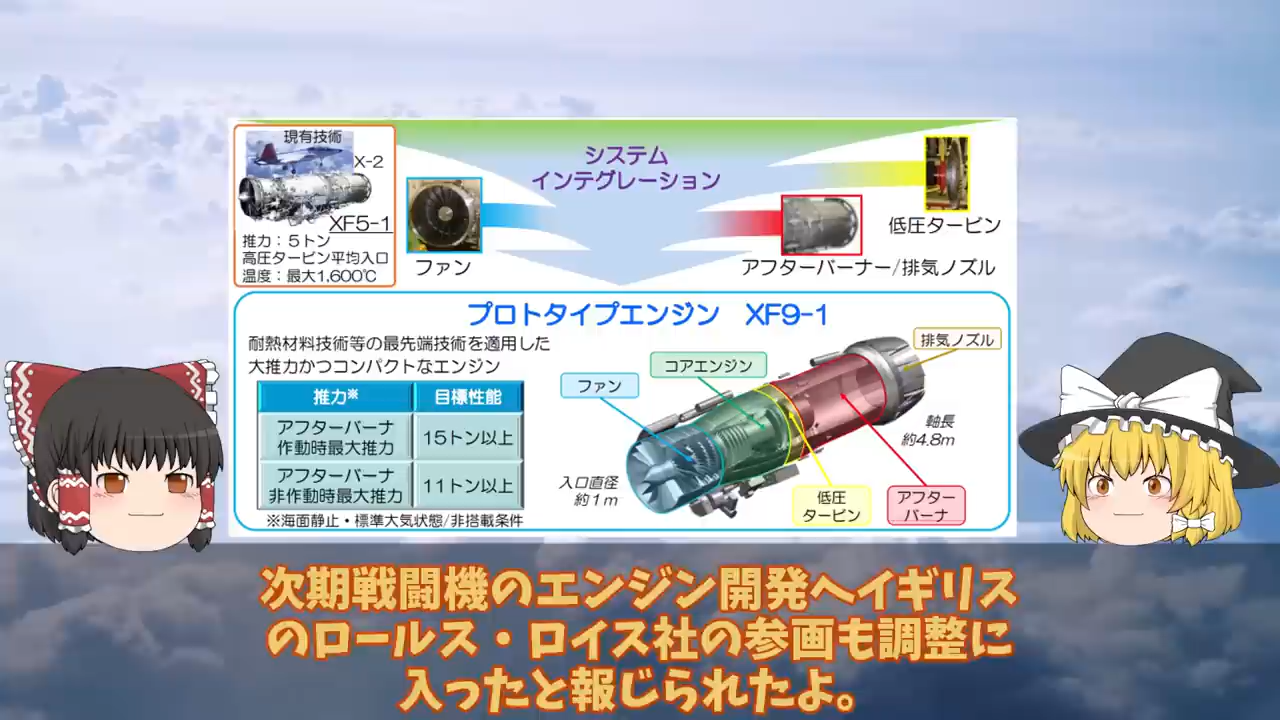 現有技術
X-2
XF5-1
推力：５トン
高圧タービン平均入口
温度：最大1,600℃
ファン
システム
インテグレーション
アフターバーナー/排気ノズル
低圧タービン
プロトタイプエンジン　XF9-1
耐熱材料技術等の最先端技術を適用した
大推力かつコンパクトなエンジン
推力※
目標性能
アフターバーナ
作動時最大推力
15トン以上
アフターバーナ
非作動時最大推力
11トン以上
※海面静止・標準大気状態/非搭載条件
ファン
コアエンジン
排気ノズル
軸長
約4.8m
入口直径
約１m
低圧
タービン
アフター
バーナ
次期戦闘機のエンジン開発へイギリス
のロールス・ロイス社の参画も調整に
入ったと報じられたよ。